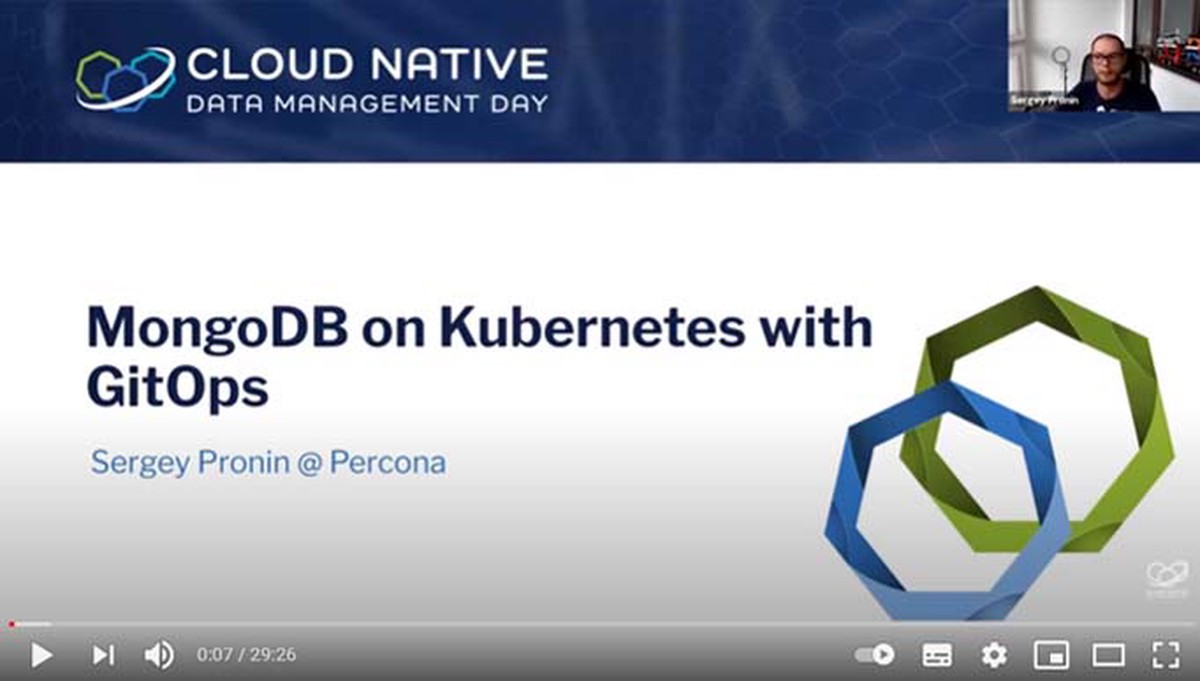 CLOUD NATIVE
DATA MANAGEMENT DAY
Sergey Pronin
MongoDB on Kubernetes with
GitOps
Sergey Pronin @ Percona
0:07 / 29:26